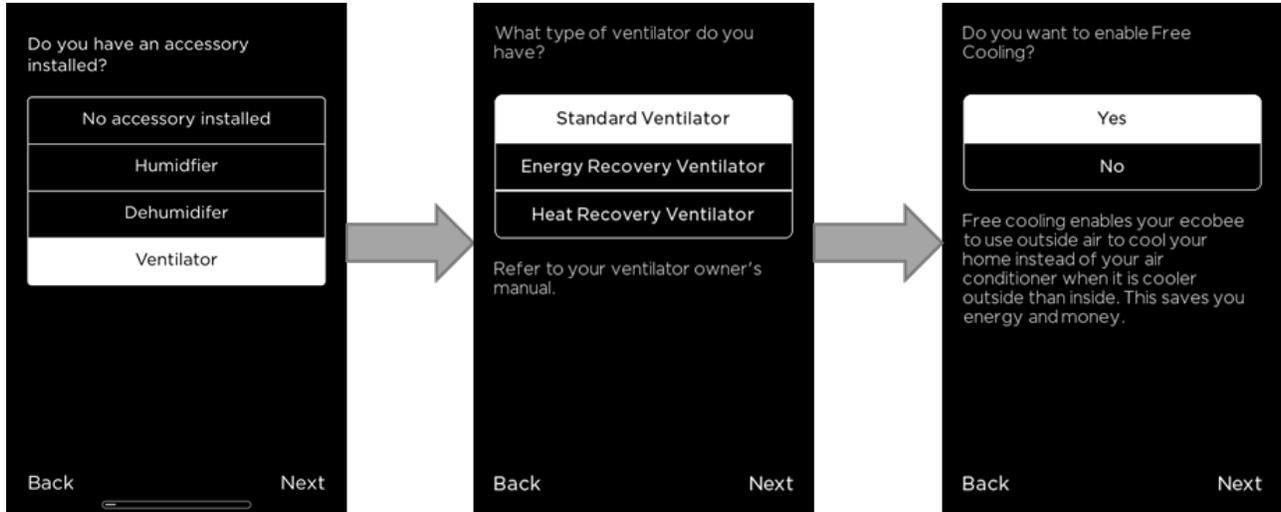 Do you have an accessory
installed?
No accessory installed
Humidfier
Dehumidifer
Ventilator
Back
Next
What type of ventilator do you
have?
Standard Ventilator
Energy Recovery Ventilator
Heat Recovery Ventilator
Refer to your ventilator owner's
manual.
Back
Next
Do you want to enable Free
Cooling?
Yes
No
Free cooling enables your ecobee
to use outside air to cool your
home instead of your air
conditioner when it is cooler
outside than inside. This saves you
energy and money.
Back
Next